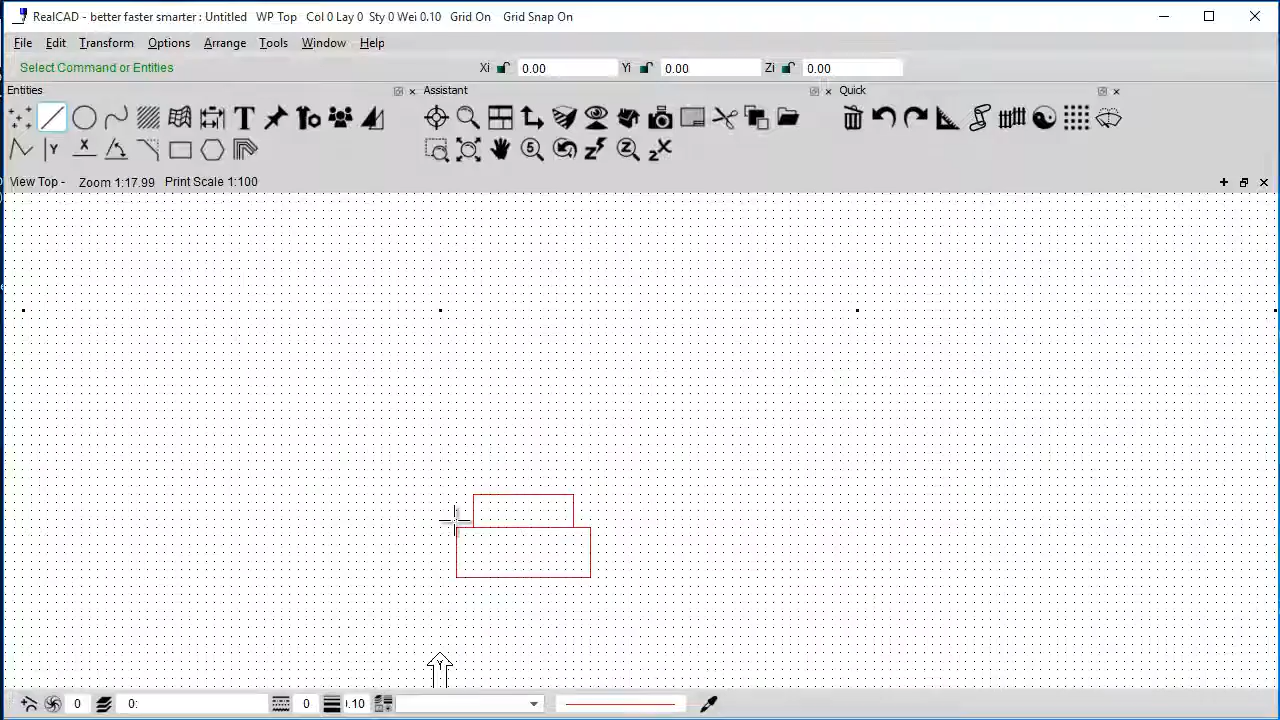 RealCAD - better faster smarter : Untitled WP Top Col 0 Lay 0 Sty 0 Wei 0.10 Grid On Grid Snap On
File Edit Transform Options Arrange Tools Window Help
Select Command or Entities Xi 0.00 Yi 0.00 Zi 0.00
Entities Assistant Quick
T
Y X 5 Z 2X
View Top - Zoom 1:17.99 Print Scale 1:100
Y
0 0: 0 .10